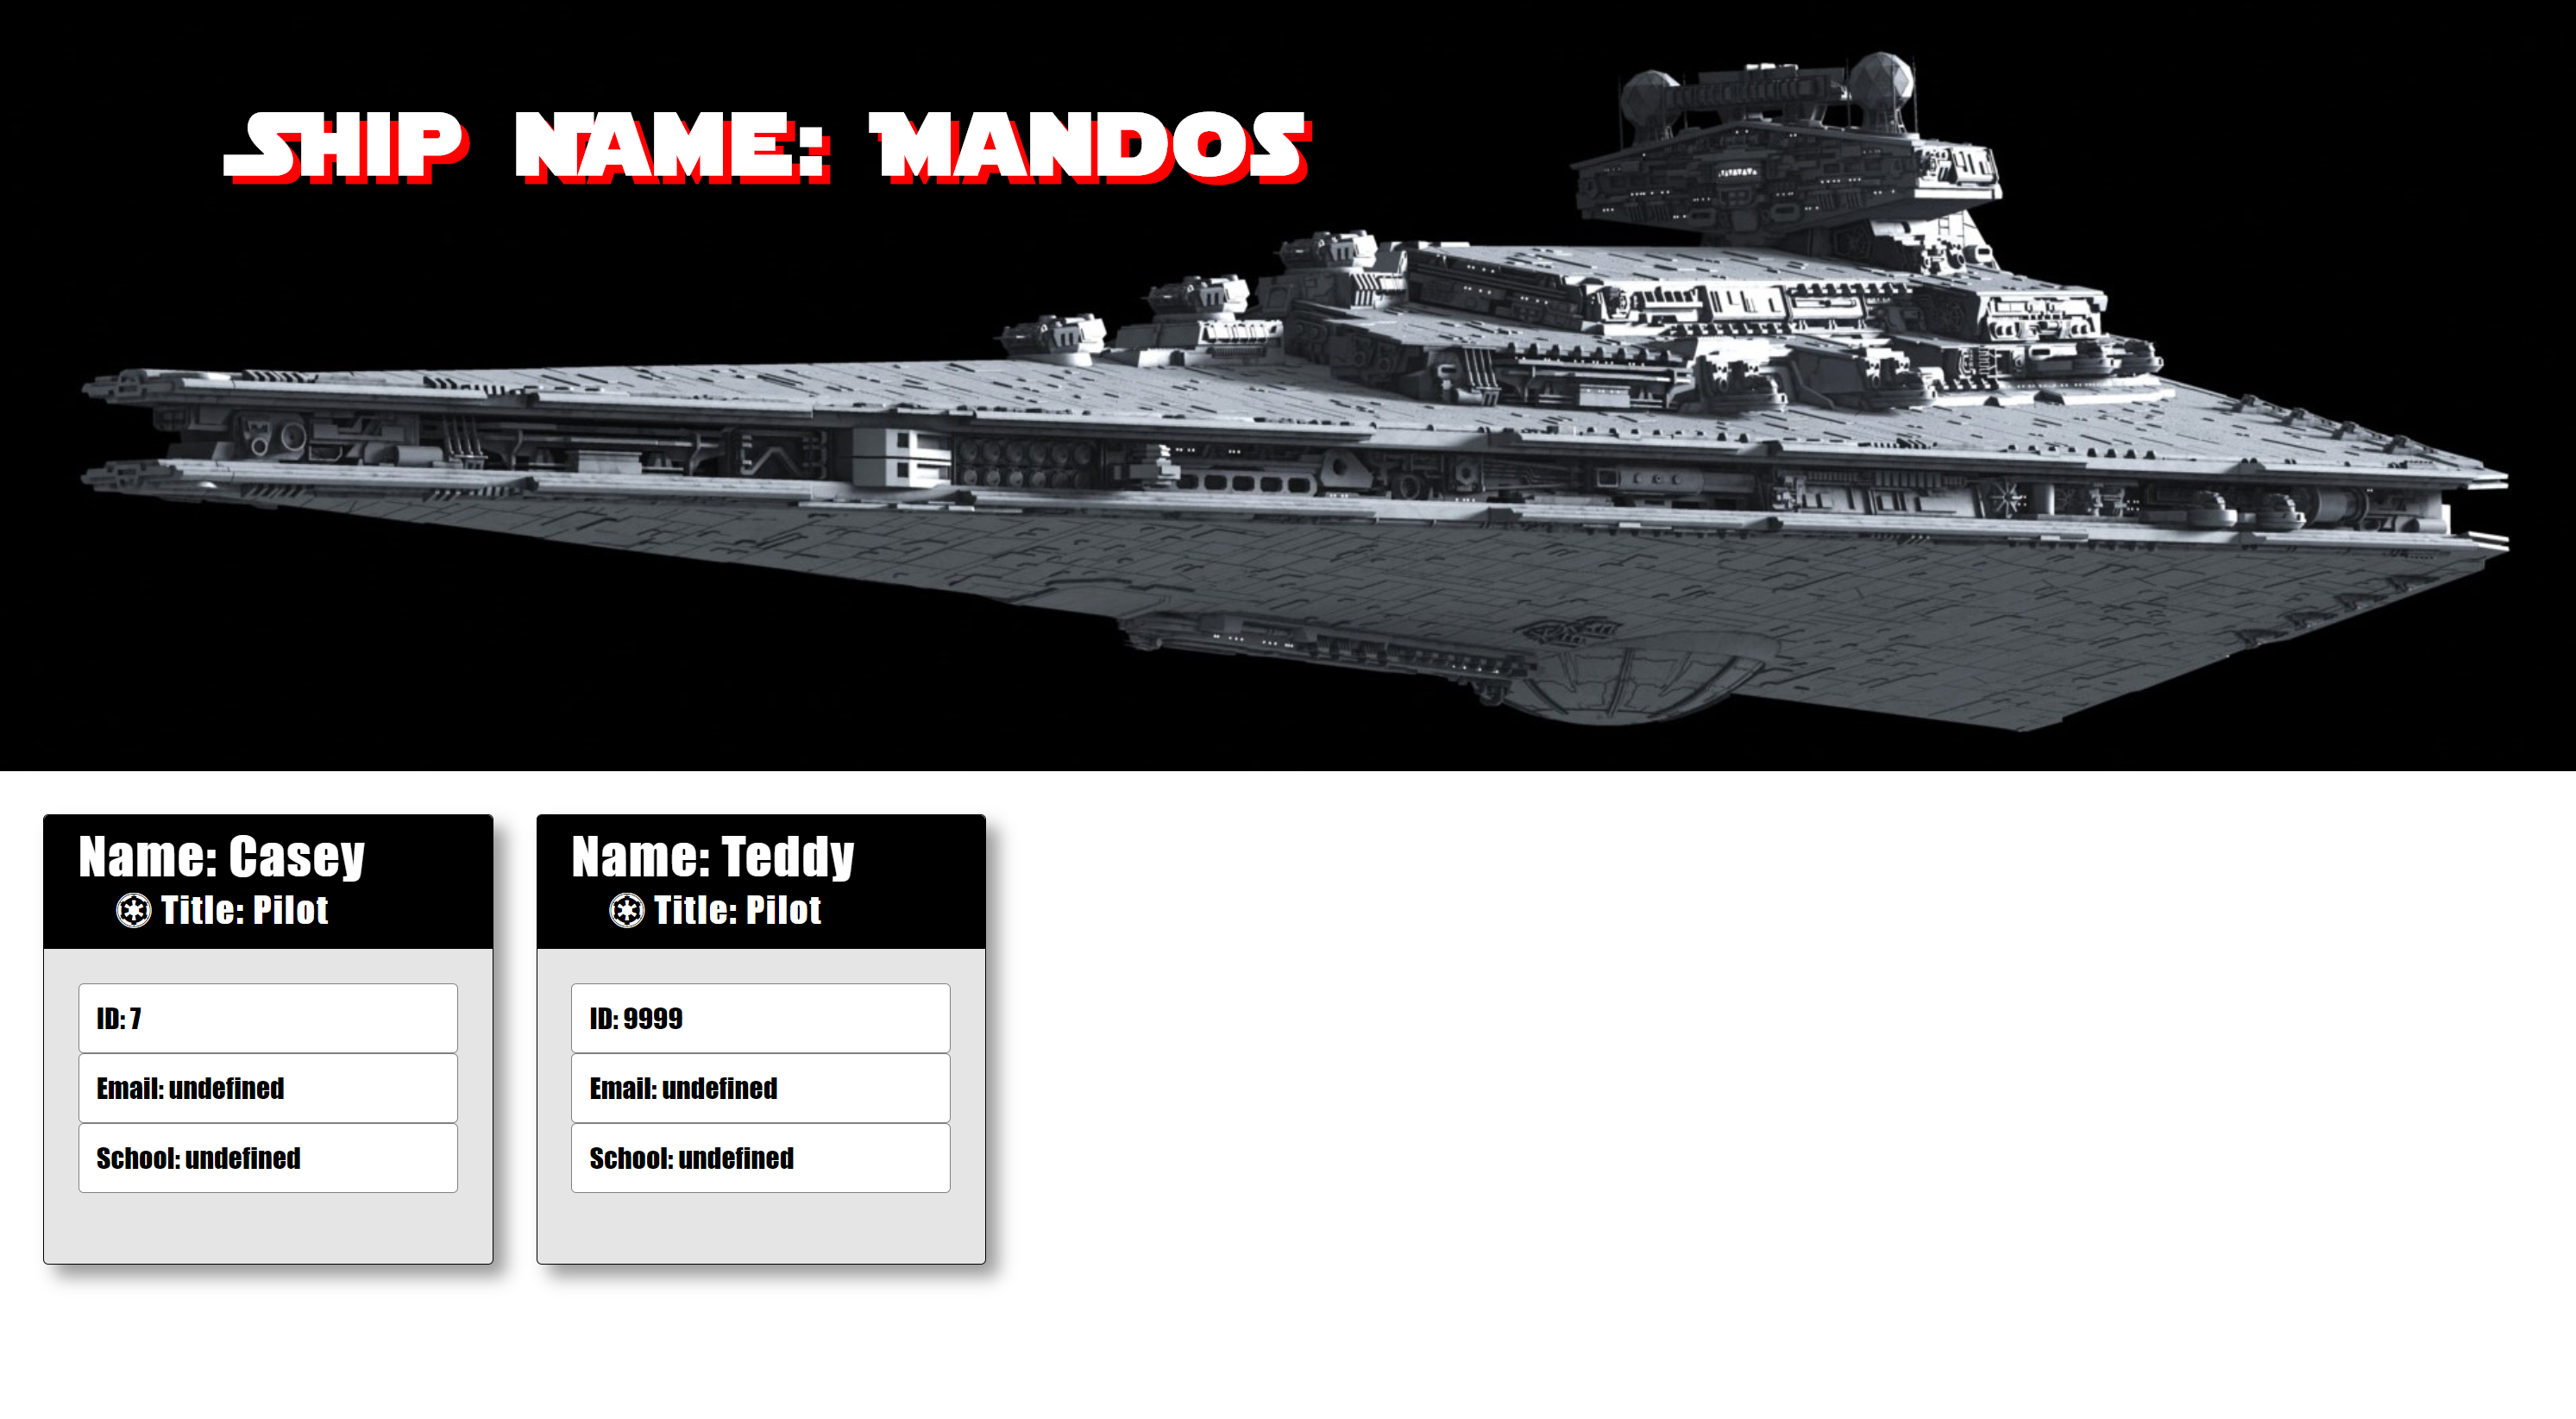 SHIP NAME: MANDOS
Name: Casey
Title: Pilot
ID: 7
Email: undefined
School: undefined
Name: Teddy
Title: Pilot
ID: 9999
Email: undefined
School: undefined